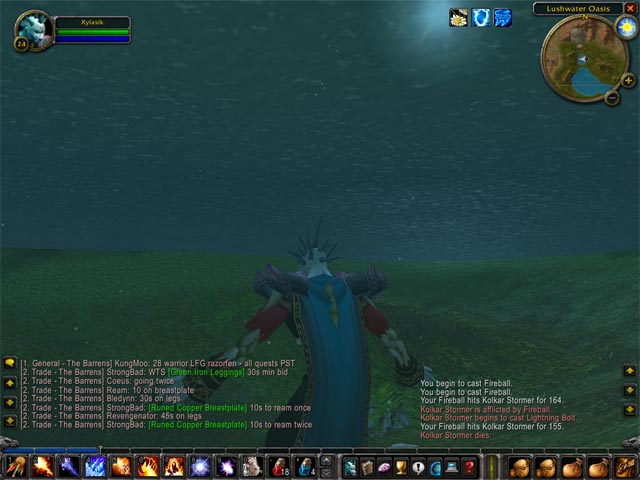 Lushwater Oasis
N
Xylasik
24
[1. General - The Barrens] KungMoo: 28 warrior LFG razorfen - all quests PST
[2. Trade - The Barrens] StrongBad: WTS [Green Iron Leggings] 30s min bid
[2. Trade - The Barrens] Coeus: going twice
[2. Trade - The Barrens] Ream: 10 on breastplate
[2. Trade - The Barrens] Bledynn: 30s on legs
[2. Trade - The Barrens] StrongBad: [Runed Copper Breastplate] 10s to ream once
[2. Trade - The Barrens] Revengenator: 45s on legs
[2. Trade - The Barrens] StrongBad: [Runed Copper Breastplate] 10s to ream twice
You begin to cast Fireball.
You begin to cast Fireball.
Your Fireball hits Kolkar Stormer for 164.
Kolkar Stormer is afflicted by Fireball.
Kolkar Stormer begins to cast Lightning Bolt.
Your Fireball hits Kolkar Stormer for 155.
Kolkar Stormer dies.
18
4